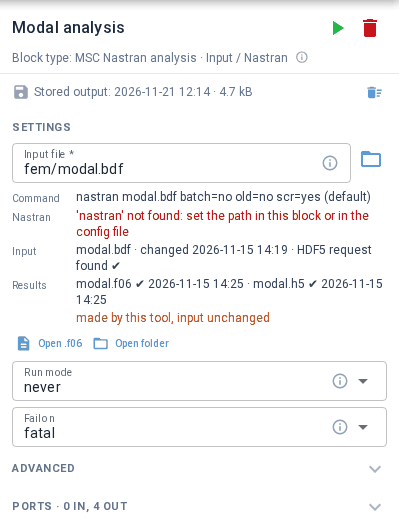 Modal analysis
Block type: MSC Nastran analysis · Input / Nastran
Stored output: 2026-11-21 12:14 · 4.7 kB
SETTINGS
Input file *
fem/modal.bdf
Command nastran modal.bdf batch=no old=no scr=yes (default)
Nastran 'nastran' not found: set the path in this block or in the
config file
Input modal.bdf · changed 2026-11-15 14:19 · HDF5 request
found ✔
Results modal.f06 ✔ 2026-11-15 14:25 · modal.h5 ✔ 2026-11-15
14:25
made by this tool, input unchanged
Open .f06 Open folder
Run mode
never
Fail on
fatal
ADVANCED
PORTS · 0 IN, 4 OUT